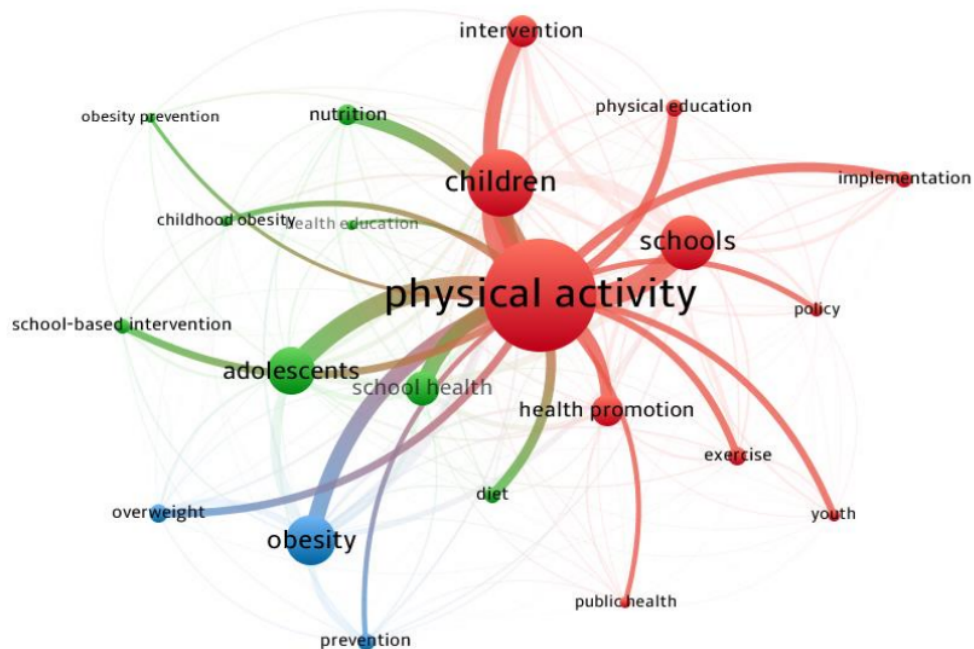 intervention
physical education
obesity prevention
nutrition
children
implementation
childhood obesity
health education
schools
physical activity
policy
school-based intervention
adolescents
school health
health promotion
exercise
diet
overweight
youth
obesity
public health
prevention